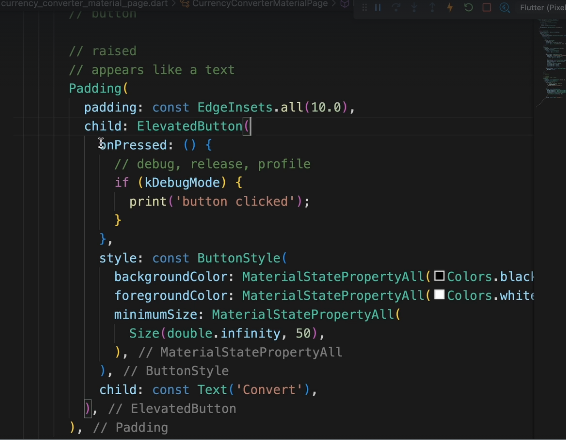 currency_converter_material_page.dart > CurrencyConverterMaterialPage >
Flutter (Pixel
// button
// raised
// appears like a text
Padding(
padding: const EdgeInsets.all(10.0),
child: ElevatedButton(
onPressed: () {
// debug, release, profile
if (kDebugMode) {
print('button clicked');
}
},
style: const ButtonStyle(
backgroundColor: MaterialStatePropertyAll(Colors.black
foregroundColor: MaterialStatePropertyAll(Colors.white
minimumSize: MaterialStatePropertyAll(
Size(double.infinity, 50),
), // MaterialStatePropertyAll
), // ButtonStyle
child: const Text('Convert'),
), // ElevatedButton
), // Padding